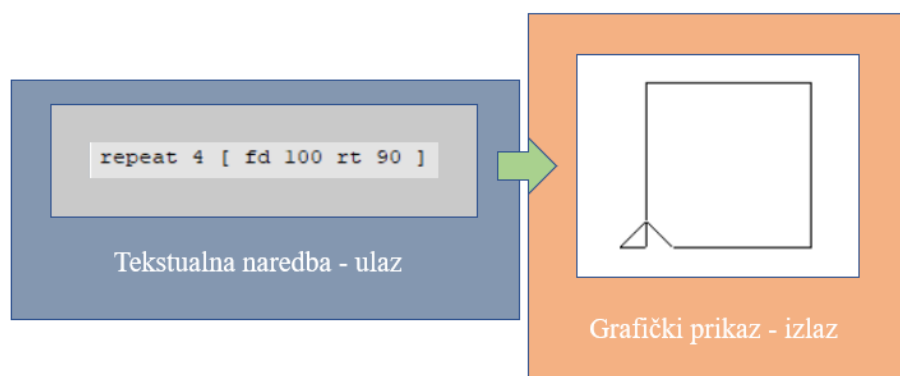 repeat 4 [ fd 100 rt 90 ]
Tekstualna naredba - ulaz
Grafički prikaz - izlaz